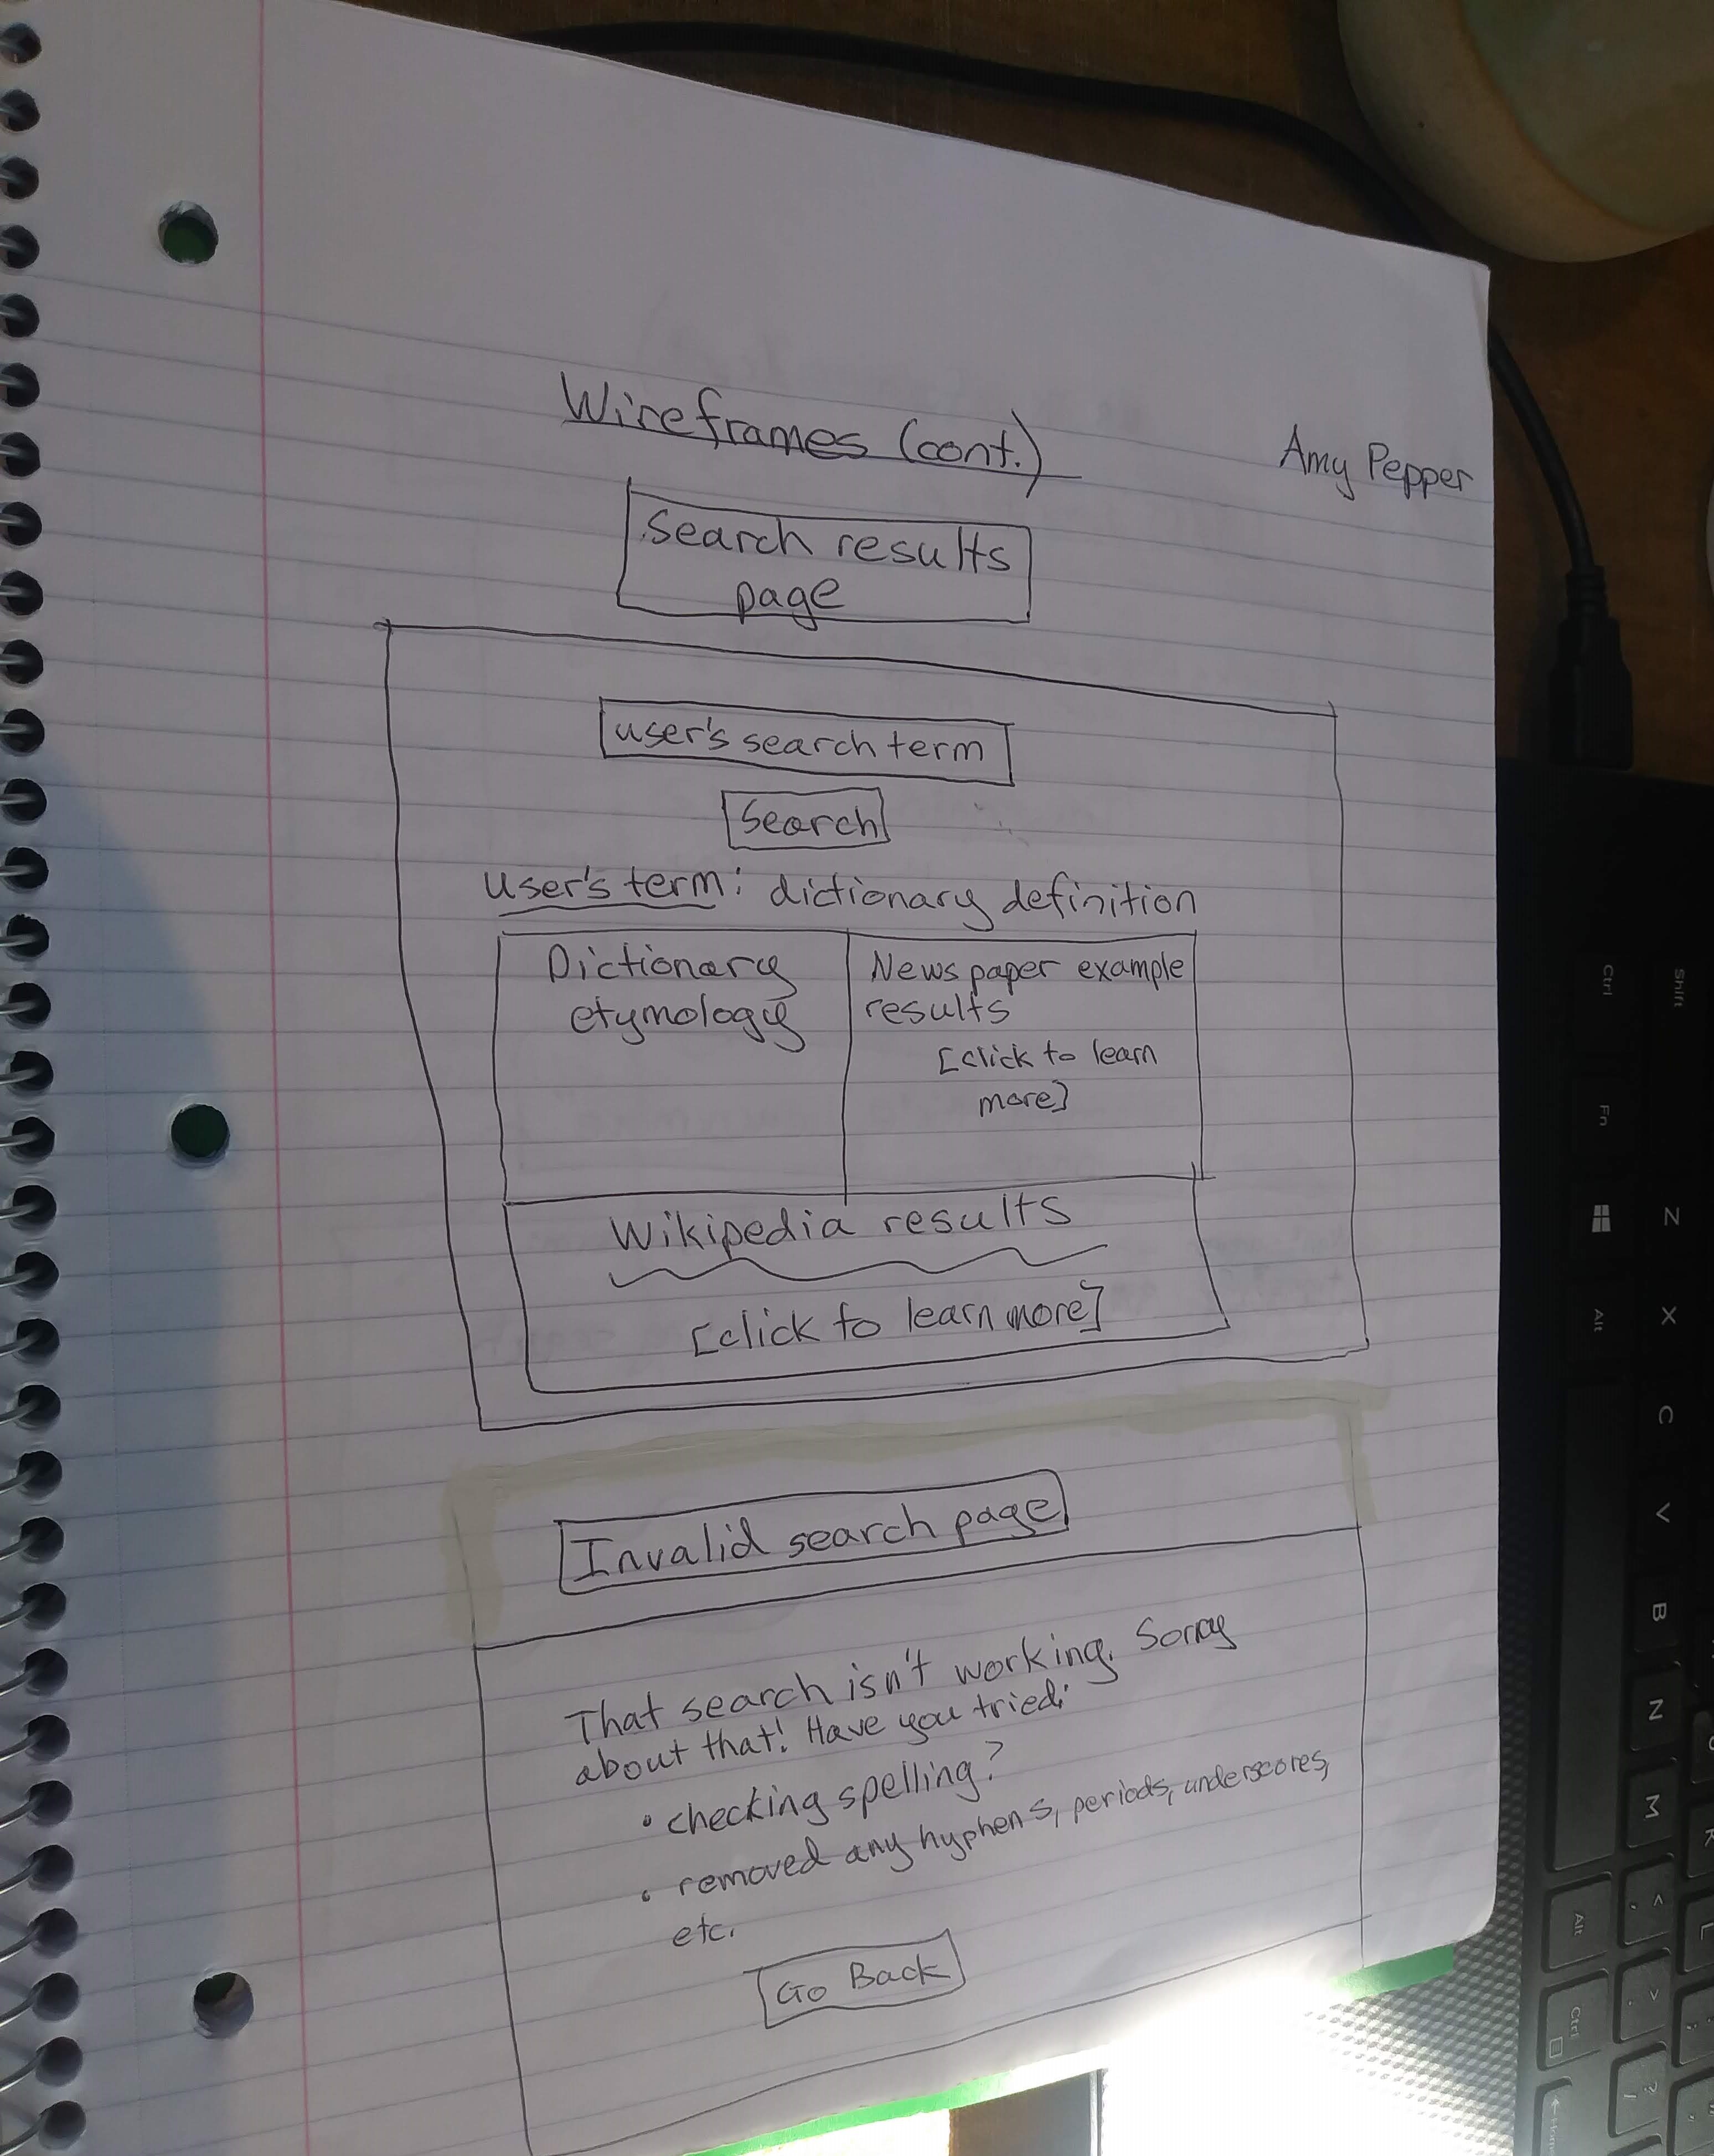 Wireframes (cont.)
Amy Pepper
Search results
page
user's search term
Search
user's term: dictionary definition
Dictionary
etymology
Newspaper example
results
[click to learn
more]
Wikipedia results
[click to learn more]
Invalid search page
That search isn't working. Sorry
about that! Have you tried:
• checking spelling?
• removed any hyphens, periods, underscores,
etc.
Go Back
Shift
Ctrl
Fn
Z
X
Alt
C
V
B
N
M
Alt
<
,
L
Ctrl
>
.
:
;
?
/
K